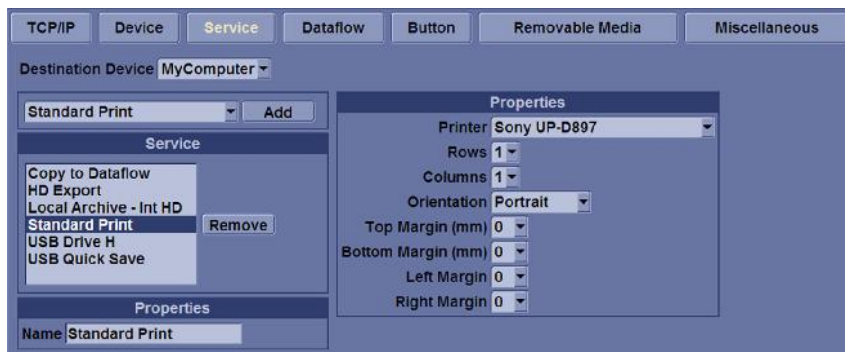 TCP/IP Device Service Dataflow Button Removable Media Miscellaneous
Destination Device MyComputer
Standard Print Add
Service
Copy to Dataflow
HD Export
Local Archive - Int HD
Standard Print Remove
USB Drive H
USB Quick Save
Properties
Name Standard Print
Properties
Printer Sony UP-D897
Rows 1
Columns 1
Orientation Portrait
Top Margin (mm) 0
Bottom Margin (mm) 0
Left Margin 0
Right Margin 0